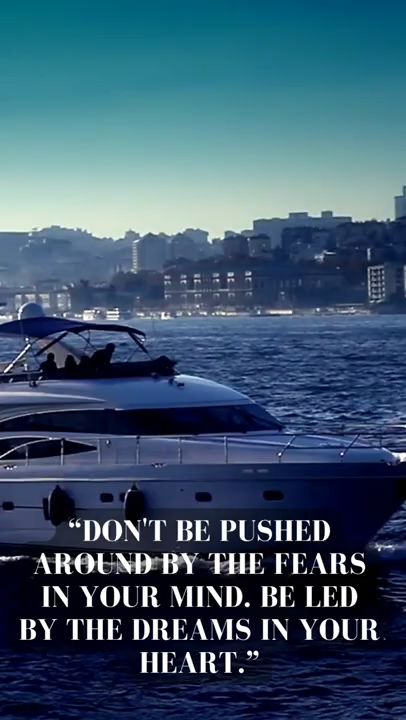 “DON'T BE PUSHED
AROUND BY THE FEARS
IN YOUR MIND. BE LED
BY THE DREAMS IN YOUR
HEART.”